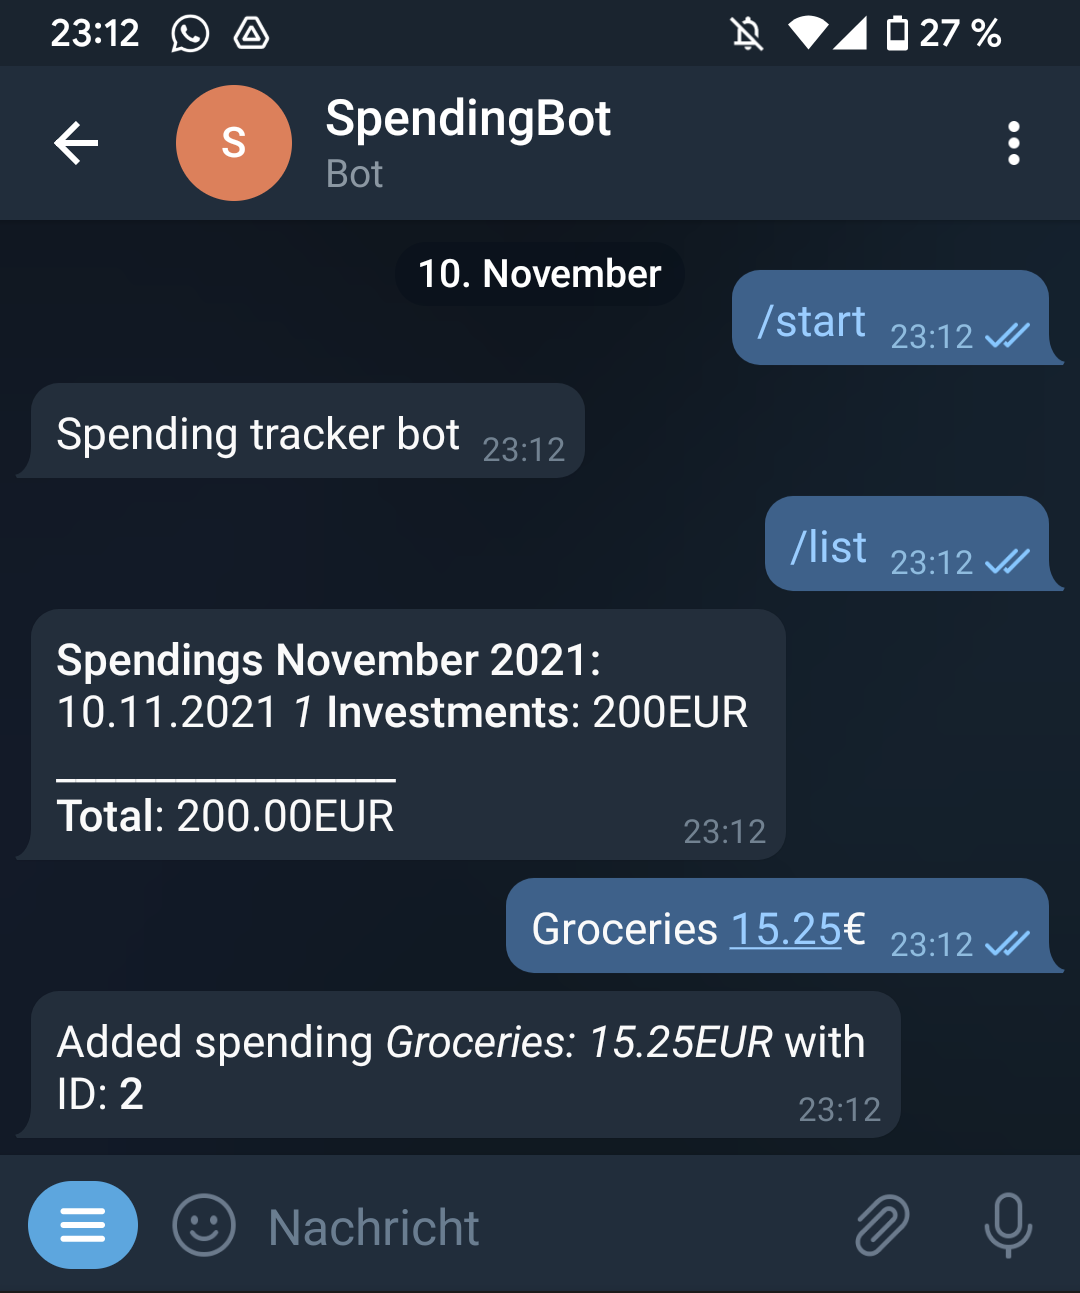 23:12 27 %
S SpendingBot
Bot
10. November
/start 23:12
Spending tracker bot 23:12
/list 23:12
Spendings November 2021:
10.11.2021 1 Investments: 200EUR
_________________
Total: 200.00EUR
23:12
Groceries 15.25€ 23:12
Added spending Groceries: 15.25EUR with
ID: 2
23:12
Nachricht